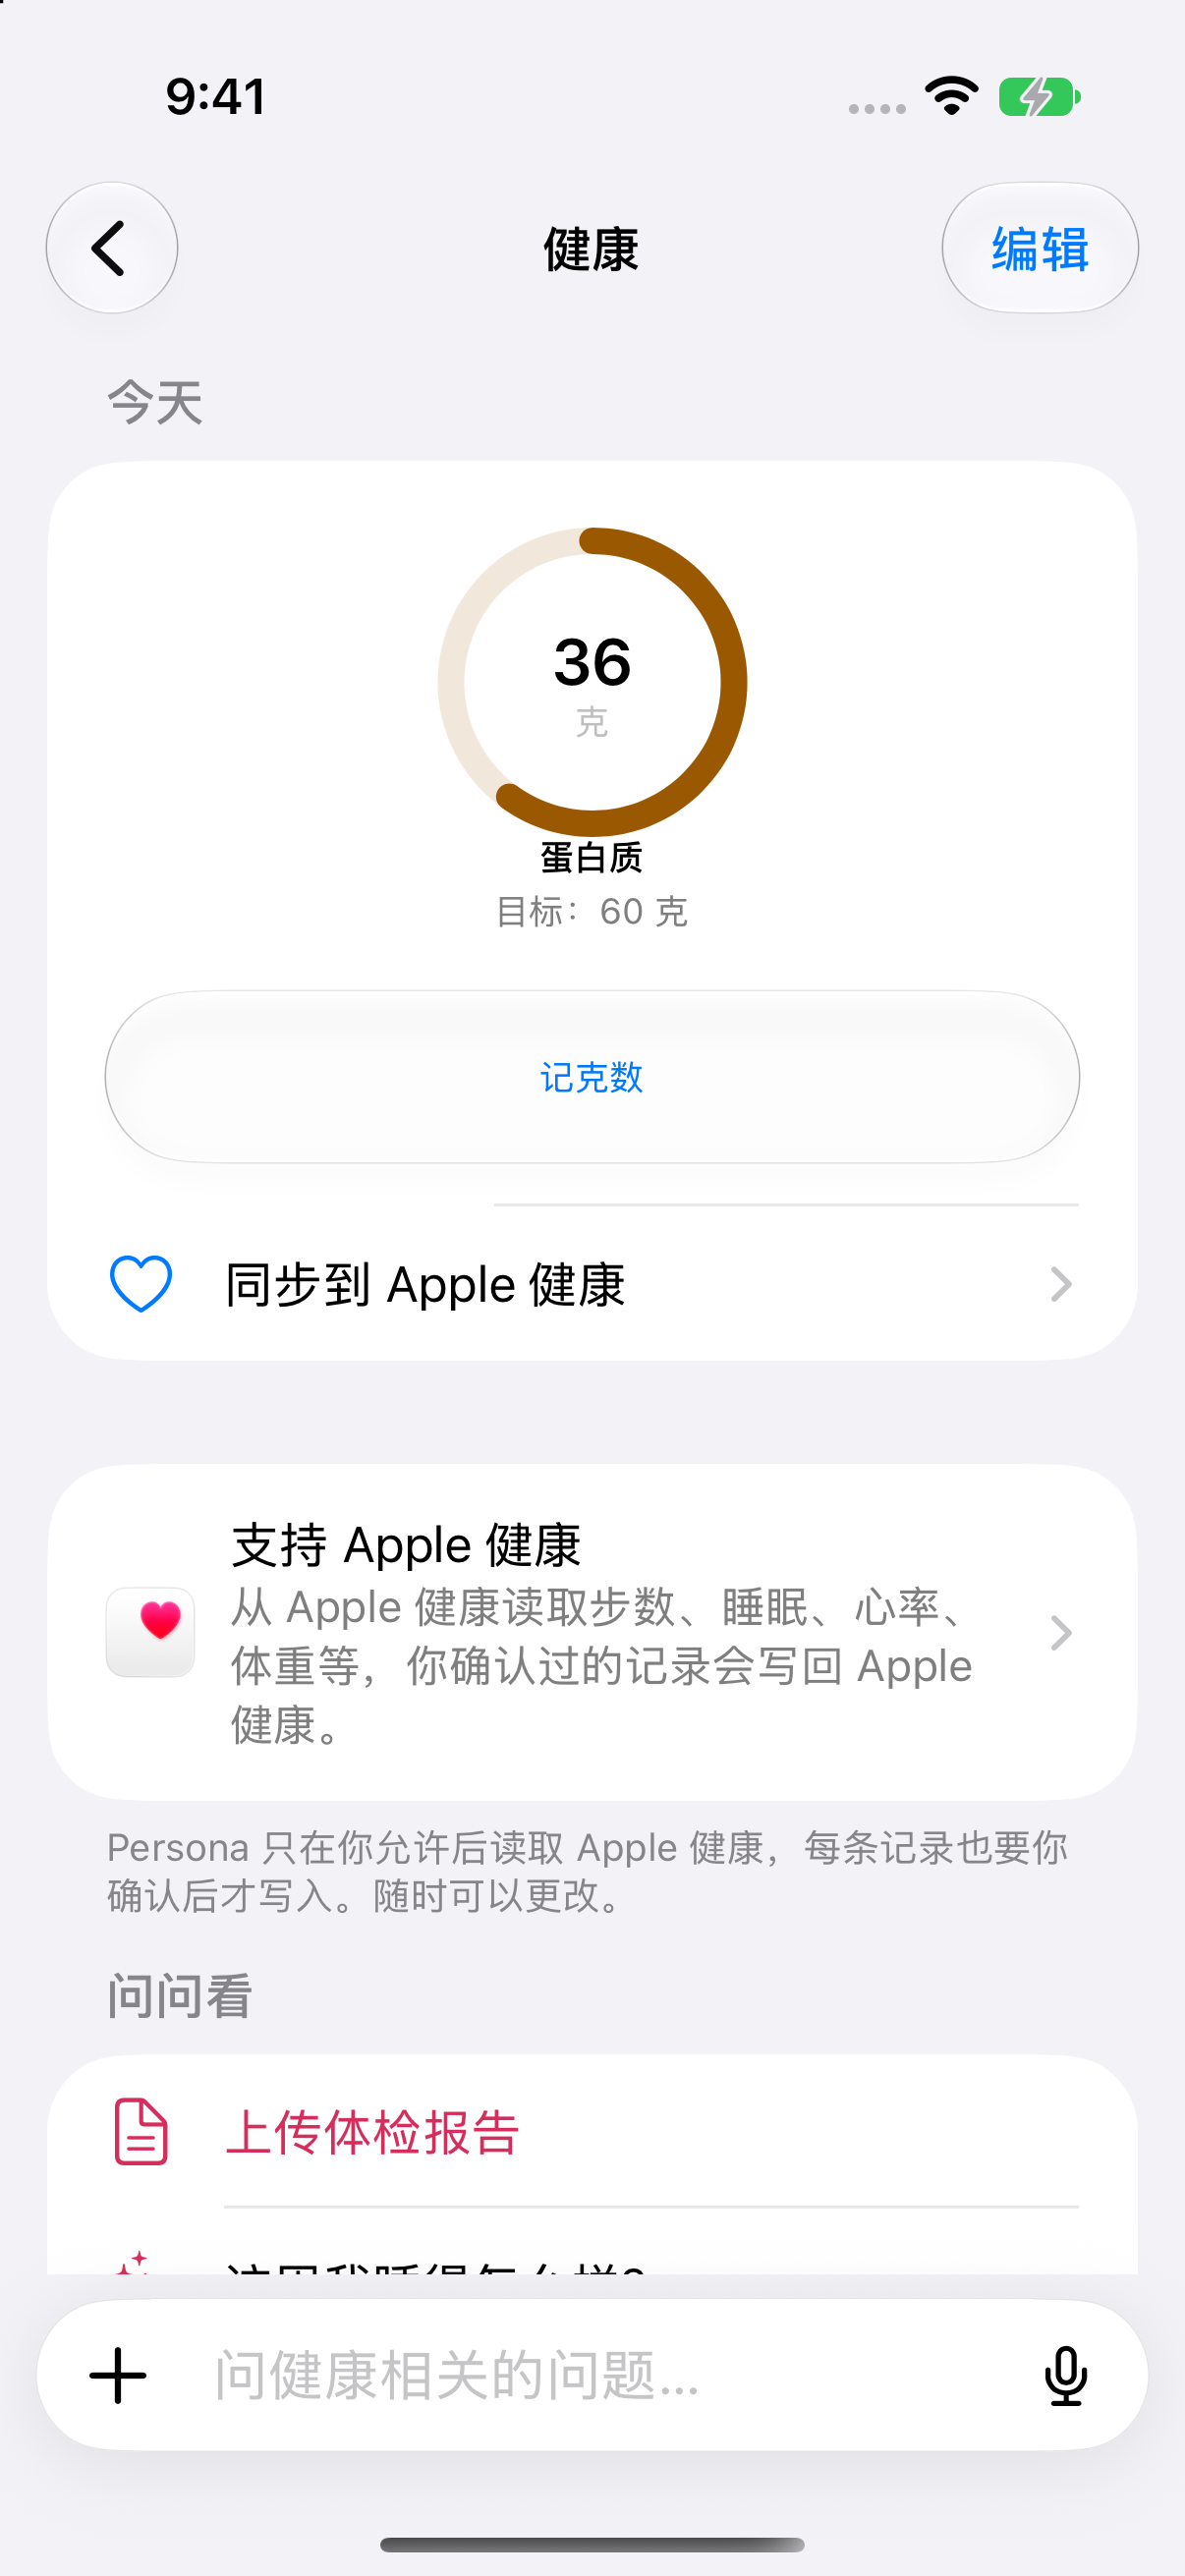 9:41
健康
编辑
今天
36
克
蛋白质
目标：60 克
记克数
同步到 Apple 健康
支持 Apple 健康
从 Apple 健康读取步数、睡眠、心率、
体重等，你确认过的记录会写回 Apple
健康。
Persona 只在你允许后读取 Apple 健康，每条记录也要你
确认后才写入。随时可以更改。
问问看
上传体检报告
问健康相关的问题...